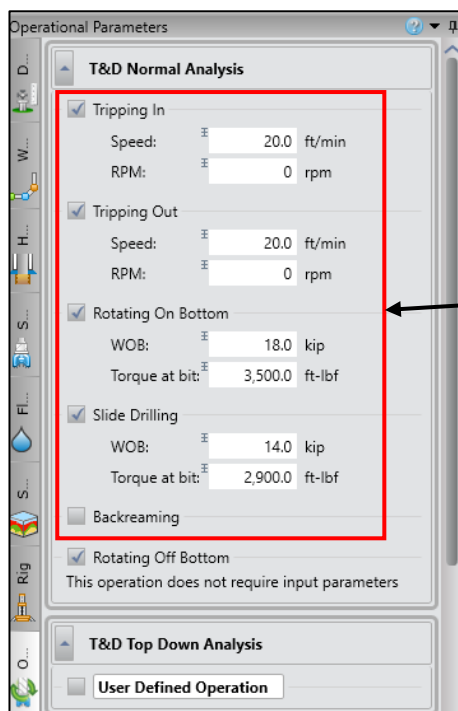 Operational Parameters
D...
T&D Normal Analysis
Tripping In
Speed: 20.0 ft/min
RPM: 0 rpm
W...
Tripping Out
Speed: 20.0 ft/min
RPM: 0 rpm
H...
Rotating On Bottom
WOB: 18.0 kip
Torque at bit: 3,500.0 ft-lbf
S...
Slide Drilling
WOB: 14.0 kip
Torque at bit: 2,900.0 ft-lbf
Fl...
Backreaming
S...
Rotating Off Bottom
This operation does not require input parameters
Rig
T&D Top Down Analysis
O...
User Defined Operation